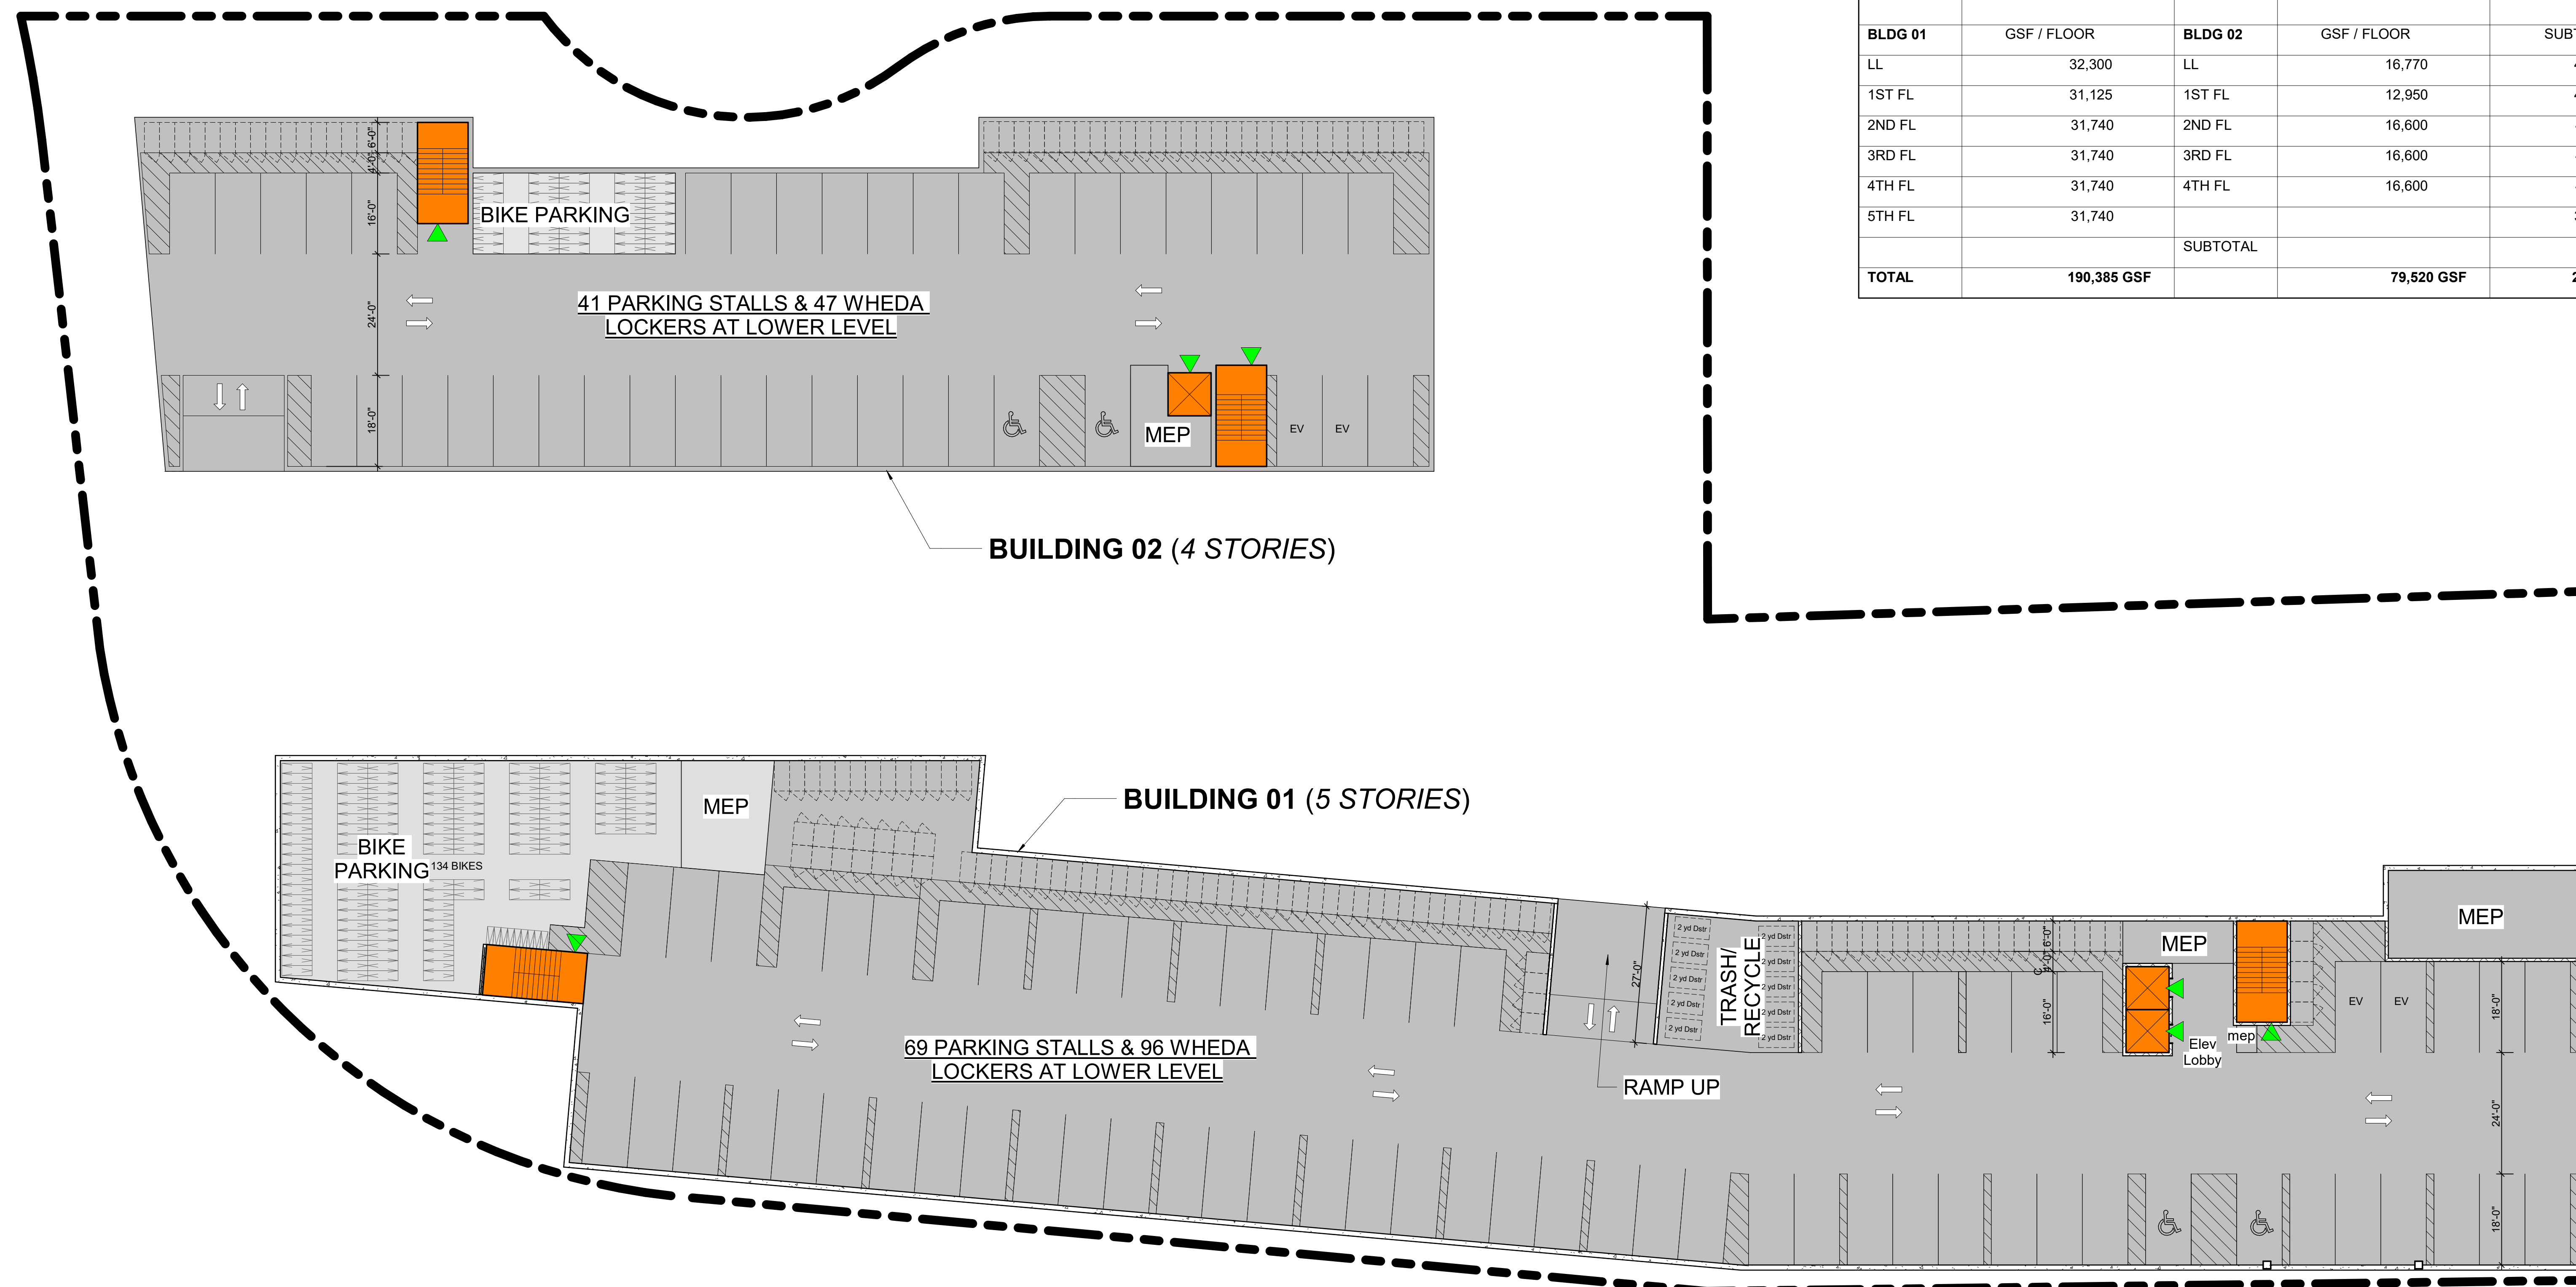 BLDG 01 GSF / FLOOR BLDG 02 GSF / FLOOR
LL 32,300 LL 16,770
1ST FL 31,125 1ST FL 12,950
2ND FL 31,740 2ND FL 16,600
3RD FL 31,740 3RD FL 16,600
4TH FL 31,740 4TH FL 16,600
5TH FL 31,740
SUBTOTAL
TOTAL 190,385 GSF 79,520 GSF
6'-0"
4'-0"
16'-0"
BIKE PARKING
24'-0"
41 PARKING STALLS & 47 WHEDA
LOCKERS AT LOWER LEVEL
18'-0"
MEP
EV
EV
BUILDING 02 (4 STORIES)
BUILDING 01 (5 STORIES)
MEP
BIKE
PARKING
134 BIKES
69 PARKING STALLS & 96 WHEDA
LOCKERS AT LOWER LEVEL
27'-0"
RAMP UP
TRASH/
RECYCLE
2 yd Dstr
2 yd Dstr
2 yd Dstr
2 yd Dstr
2 yd Dstr
2 yd Dstr
2 yd Dstr
2 yd Dstr
2 yd Dstr
2 yd Dstr
6'-0"
4'-0"
16'-0"
MEP
Elev
Lobby
mep
EV
EV
MEP
18'-0"
24'-0"
18'-0"